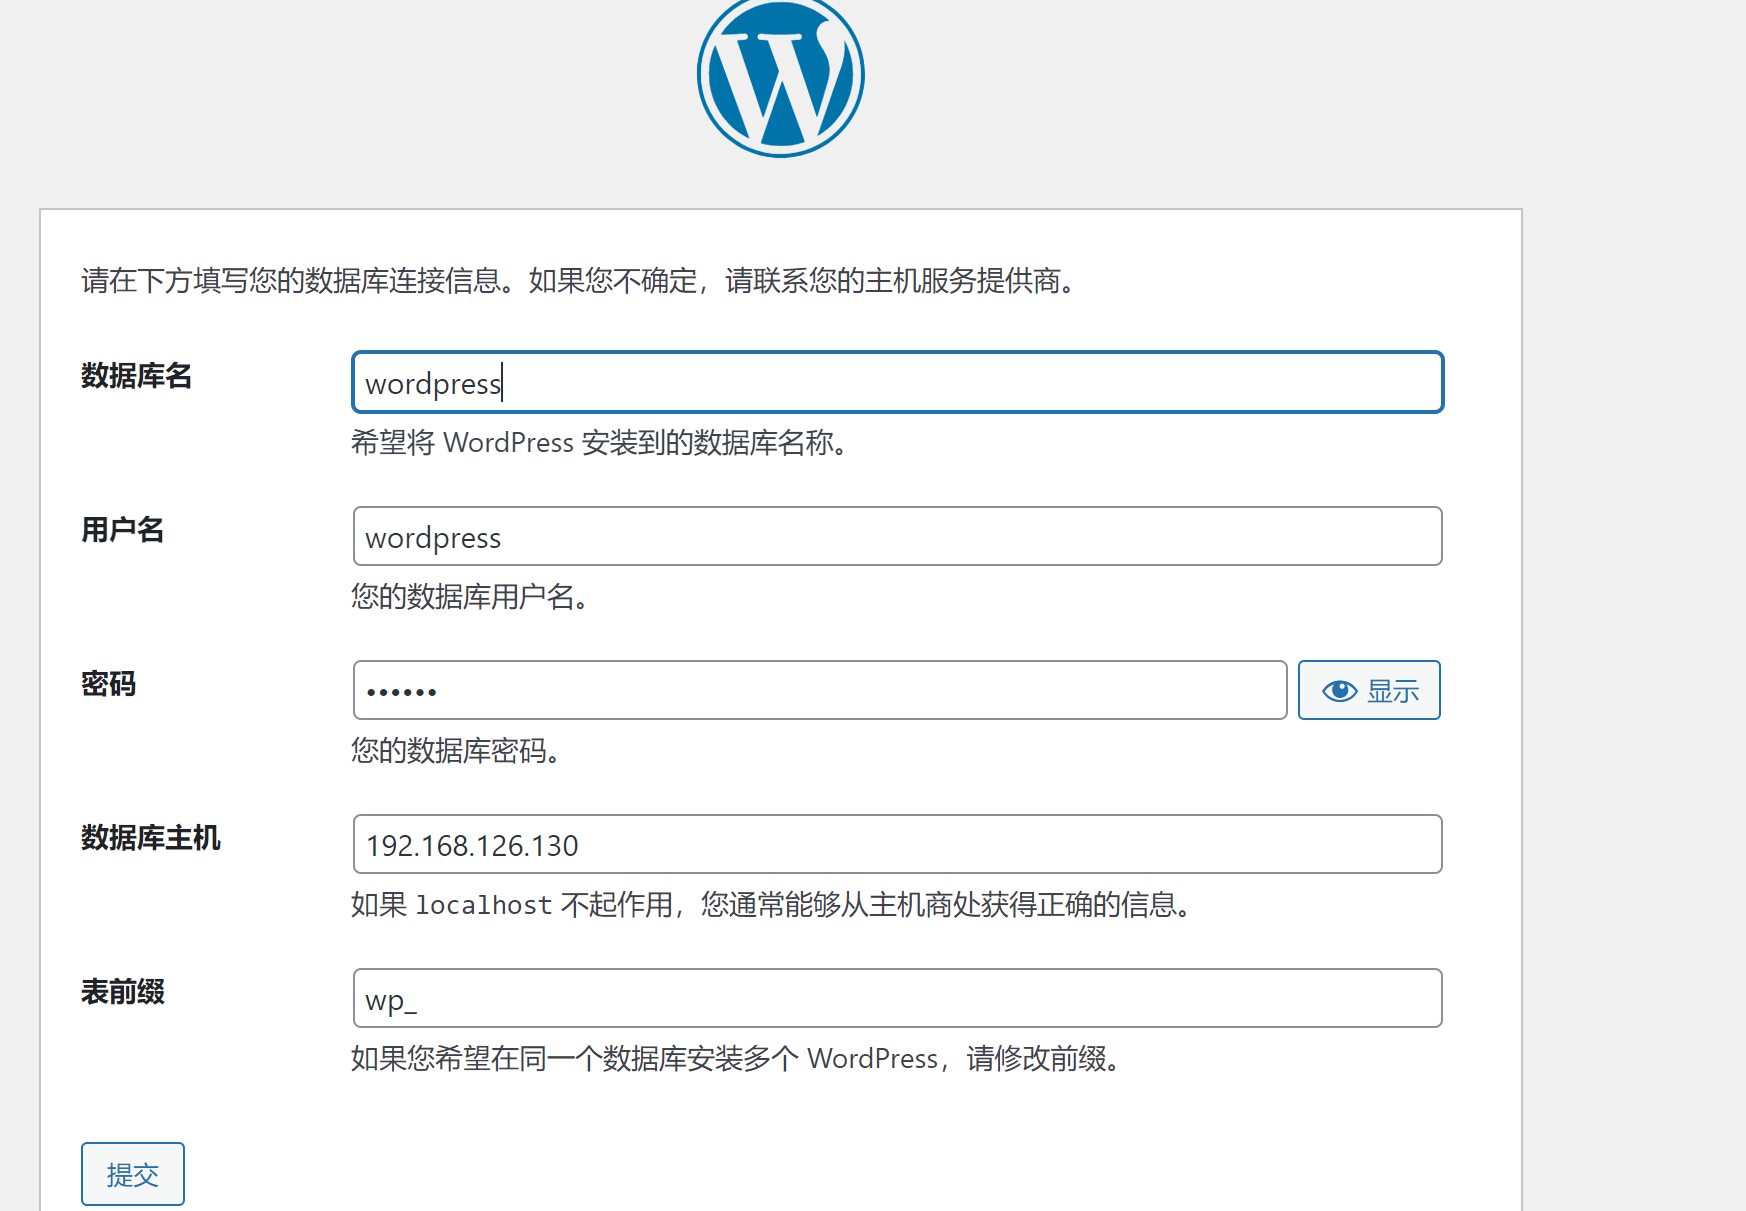 请在下方填写您的数据库连接信息。如果您不确定，请联系您的主机服务提供商。
数据库名
wordpress
希望将 WordPress 安装到的数据库名称。
用户名
wordpress
您的数据库用户名。
密码
••••••
显示
您的数据库密码。
数据库主机
192.168.126.130
如果 localhost 不起作用，您通常能够从主机商处获得正确的信息。
表前缀
wp_
如果您希望在同一个数据库安装多个 WordPress，请修改前缀。
提交